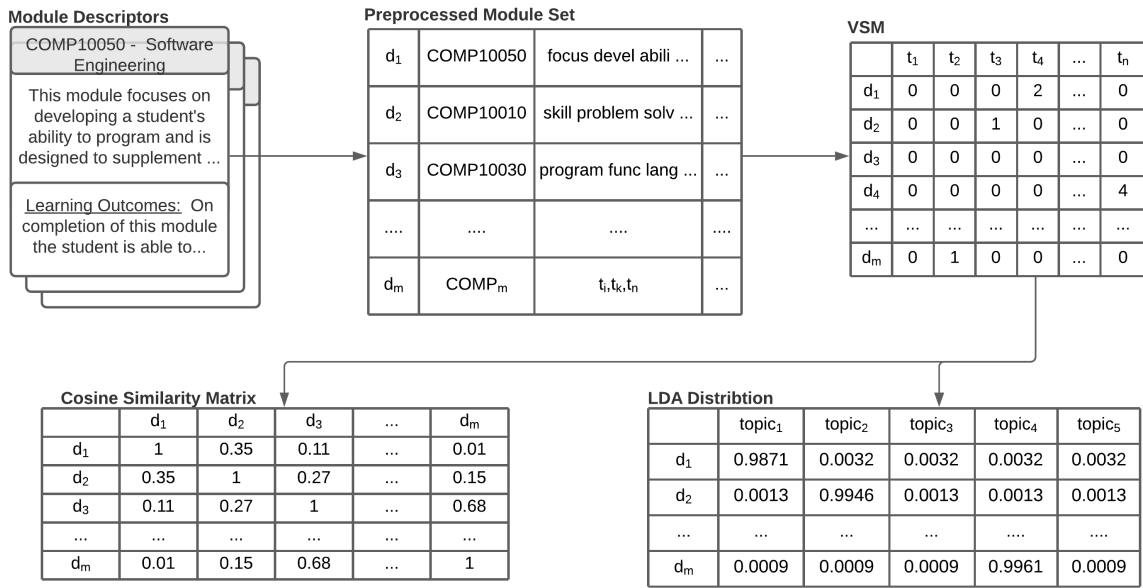 Module Descriptors
COMP10050 - Software
Engineering
This module focuses on
developing a student's
ability to program and is
designed to supplement ...
Learning Outcomes: On
completion of this module
the student is able to...
Preprocessed Module Set
d1 COMP10050 focus devel abili ... ...
d2 COMP10010 skill problem solv ... ...
d3 COMP10030 program func lang ... ...
.... .... .... ....
dm COMPm ti,tk,tn ...
VSM
t1 t2 t3 t4 ... tn
d1 0 0 0 2 ... 0
d2 0 0 1 0 ... 0
d3 0 0 0 0 ... 0
d4 0 0 0 0 ... 4
... ... ... ... ... ...  ...
dm 0 1 0 0 ... 0
Cosine Similarity Matrix
d1 d2 d3 ... dm
d1 1 0.35 0.11 ... 0.01
d2 0.35 1 0.27 ... 0.15
d3 0.11 0.27 1 ... 0.68
... ... ... ... ... ...
dm 0.01 0.15 0.68 ... 1
LDA Distribtion
topic1 topic2 topic3 topic4 topic5
d1 0.9871 0.0032 0.0032 0.0032 0.0032
d2 0.0013 0.9946 0.0013 0.0013 0.0013
... ... ... ... .... ....
dm 0.0009 0.0009 0.0009 0.9961 0.0009